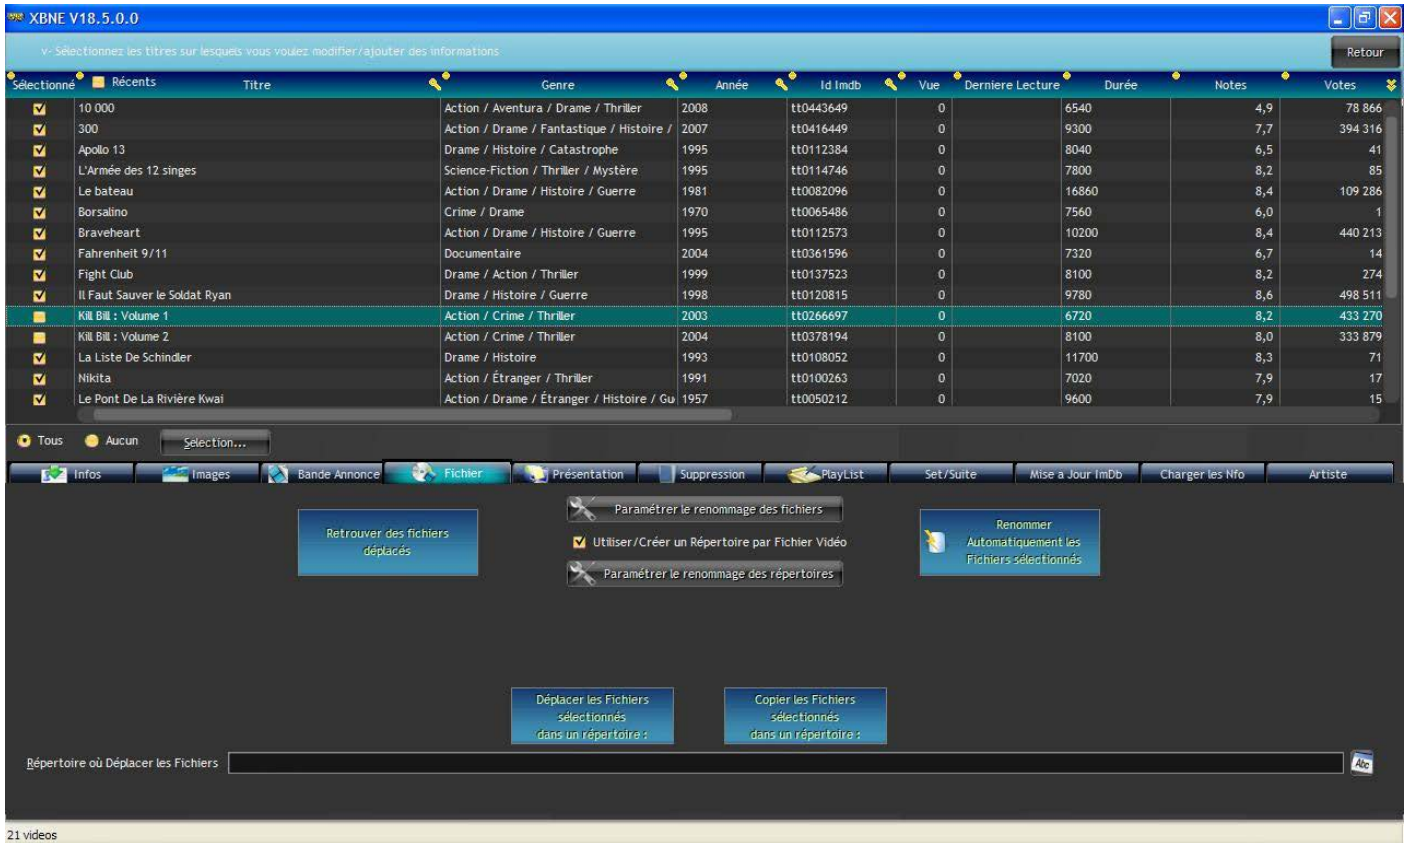 XBNE V18.5.0.0
v- Sélectionnez les titres sur lesquels vous voulez modifier/ajouter des informations
Retour
Sélectionné Récents Titre Genre Année Id Imdb Vue Derniere Lecture Durée Notes Votes
10 000 Action / Aventura / Drame / Thriller 2008 tt0443649 0 6540 4,9 78 866
300 Action / Drame / Fantastique / Histoire / 2007 tt0416449 0 9300 7,7 394 316
Apollo 13 Drame / Histoire / Catastrophe 1995 tt0112384 0 8040 6,5 41
L'Armée des 12 singes Science-Fiction / Thriller / Mystère 1995 tt0114746 0 7800 8,2 85
Le bateau Action / Drame / Histoire / Guerre 1981 tt0082096 0 16860 8,4 109 286
Borsalino Crime / Drame 1970 tt0065486 0 7560 6,0 1
Braveheart Action / Drame / Histoire / Guerre 1995 tt0112573 0 10200 8,4 440 213
Fahrenheit 9/11 Documentaire 2004 tt0361596 0 7320 6,7 14
Fight Club Drame / Action / Thriller 1999 tt0137523 0 8100 8,2 274
Il Faut Sauver le Soldat Ryan Drame / Histoire / Guerre 1998 tt0120815 0 9780 8,6 498 511
Kill Bill : Volume 1 Action / Crime / Thriller 2003 tt0266697 0 6720 8,2 433 270
Kill Bill : Volume 2 Action / Crime / Thriller 2004 tt0378194 0 8100 8,0 333 879
La Liste De Schindler Drame / Histoire 1993 tt0108052 0 11700 8,3 71
Nikita Action / Étranger / Thriller 1991 tt0100263 0 7020 7,9 17
Le Pont De La Rivière Kwai Action / Drame / Étranger / Histoire / Gu 1957 tt0050212 0 9600 7,9 15
Tous Aucun Selection...
Infos Images Bande Annonce Fichier Présentation Suppression PlayList Set/Suite Mise a Jour ImDb Charger les Nfo Artiste
Retrouver des fichiers
déplacés
Paramétrer le renommage des fichiers
Utiliser/Créer un Répertoire par Fichier Vidéo
Paramétrer le renommage des répertoires
Renommer
Automatiquement les
Fichiers sélectionnés
Déplacer les Fichiers
sélectionnés
dans un répertoire :
Copier les Fichiers
sélectionnés
dans un répertoire :
Répertoire où Déplacer les Fichiers
Abc
21 videos